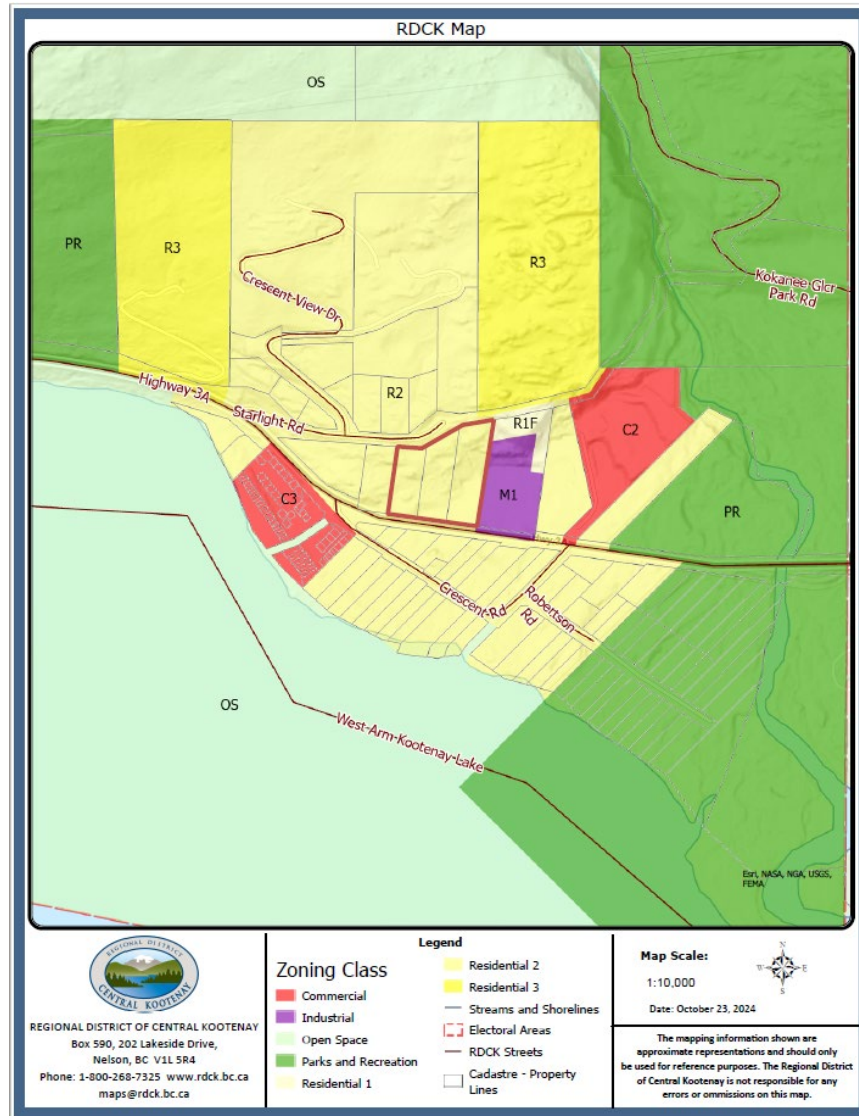 RDCK Map
OS
PR
R3
R3
Crescent-View-Dr
Kokanee Glcr
Park Rd
Highway 3A
Starlight-Rd
R2
R1F
C2
C3
M1
PR
Crescent-Rd
Robertson
Rd
OS
West-Arm-Kootenay-Lake
Esri, NASA, NGA, USGS,
FEMA
REGIONAL DISTRICT
CENTRAL KOOTENAY
REGIONAL DISTRICT OF CENTRAL KOOTENAY
Box 590, 202 Lakeside Drive,
Nelson, BC V1L 5R4
Phone: 1-800-268-7325 www.rdck.bc.ca
maps@rdck.bc.ca
Legend
Zoning Class
Commercial
Industrial
Open Space
Parks and Recreation
Residential 1
Residential 2
Residential 3
Streams and Shorelines
Electoral Areas
RDCK Streets
Cadastre - Property
Lines
Map Scale:
1:10,000
Date: October 23, 2024
N
W
E
S
The mapping information shown are
approximate representations and should only
be used for reference purposes. The Regional District
of Central Kootenay is not responsible for any
errors or ommissions on this map.